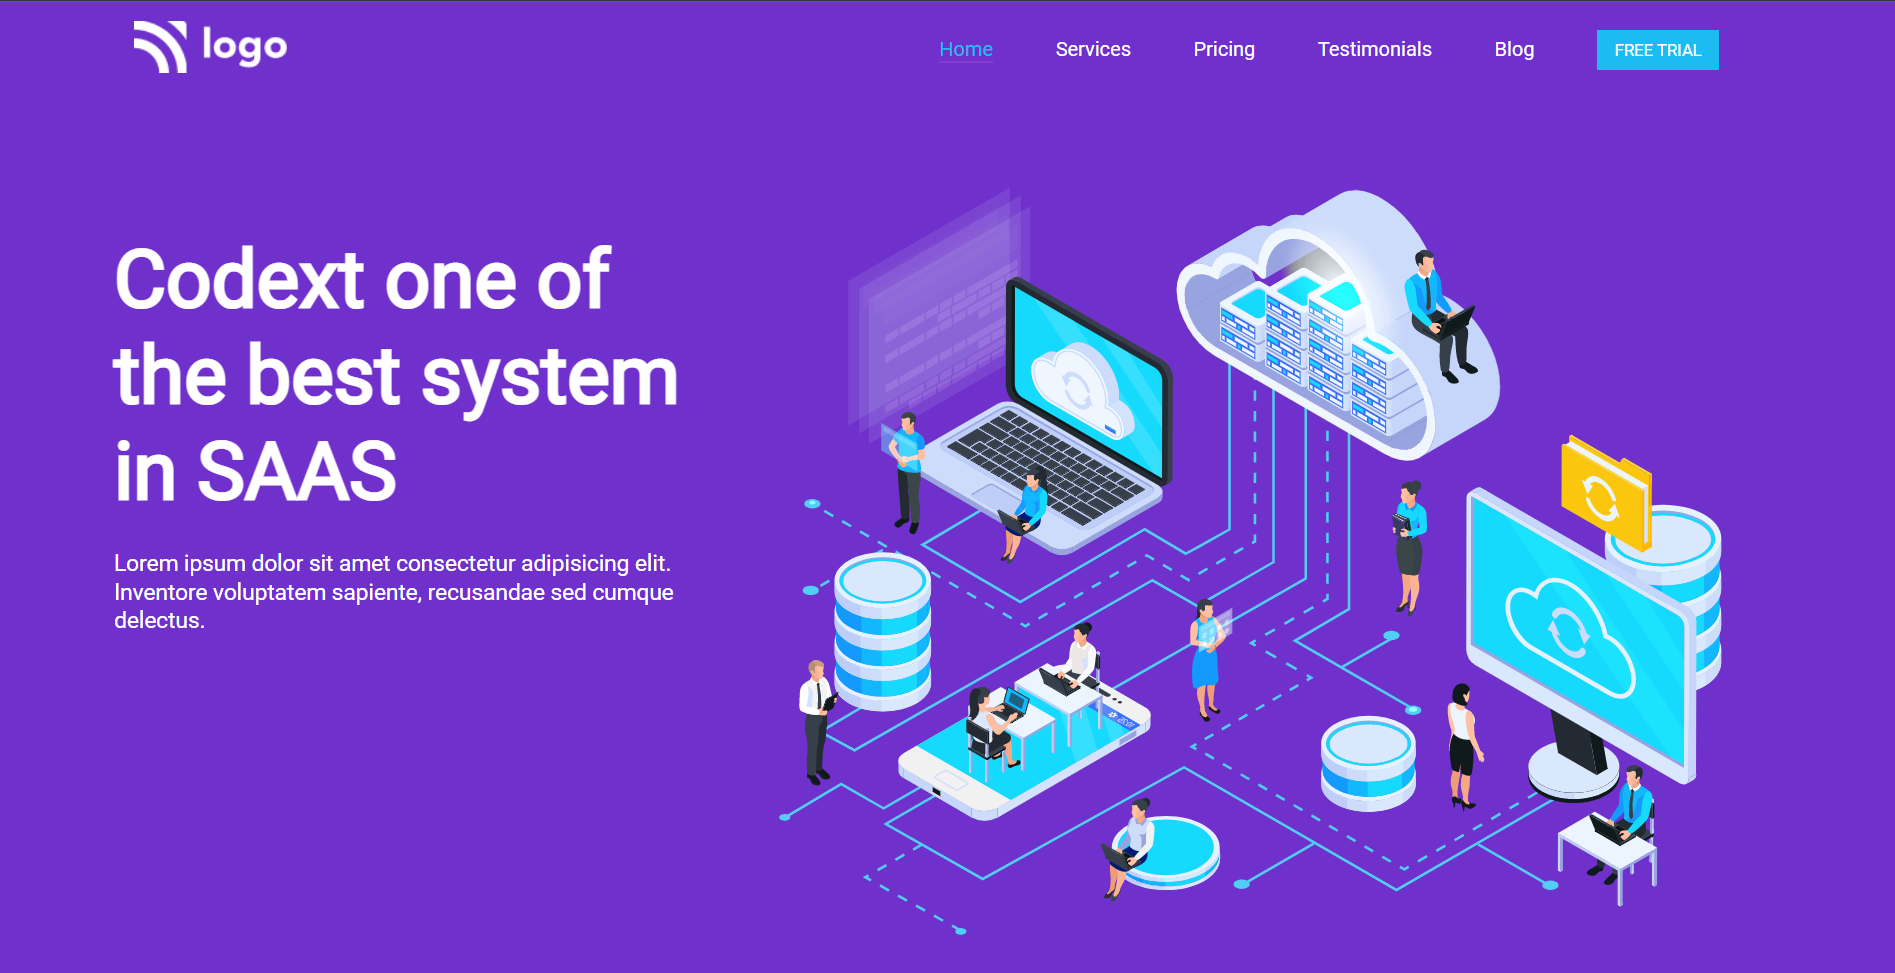 logo
Home Services Pricing Testimonials Blog FREE TRIAL
Codext one of
the best system
in SAAS
Lorem ipsum dolor sit amet consectetur adipisicing elit.
Inventore voluptatem sapiente, recusandae sed cumque
delectus.